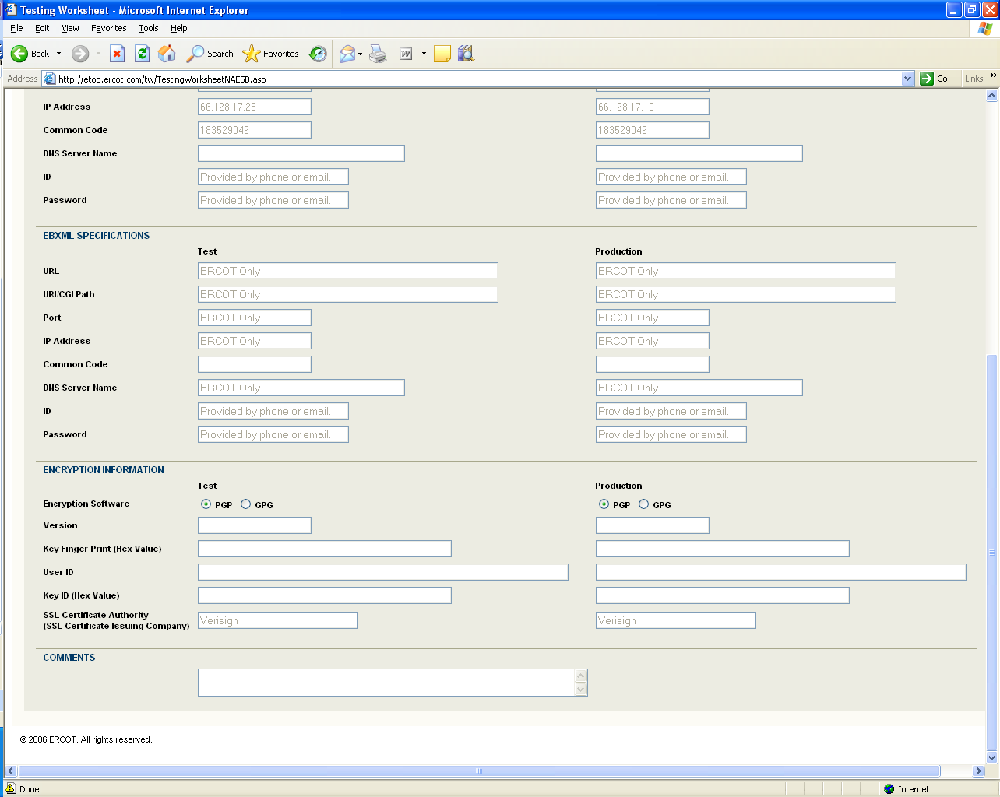 Testing Worksheet - Microsoft Internet Explorer
File Edit View Favorites Tools Help
Back Search Favorites
Address http://etod.ercot.com/tw/TestingWorksheetNAESB.asp Go Links »
IP Address 66.128.17.28 66.128.17.101
Common Code 183529049 183529049
DNS Server Name
ID Provided by phone or email. Provided by phone or email.
Password Provided by phone or email. Provided by phone or email.
EBXML SPECIFICATIONS
Test Production
URL ERCOT Only ERCOT Only
URI/CGI Path ERCOT Only ERCOT Only
Port ERCOT Only ERCOT Only
IP Address ERCOT Only ERCOT Only
Common Code
DNS Server Name ERCOT Only ERCOT Only
ID Provided by phone or email. Provided by phone or email.
Password Provided by phone or email. Provided by phone or email.
ENCRYPTION INFORMATION
Test Production
Encryption Software PGP GPG PGP GPG
Version
Key Finger Print (Hex Value)
User ID
Key ID (Hex Value)
SSL Certificate Authority
(SSL Certificate Issuing Company) Verisign Verisign
COMMENTS
© 2006 ERCOT. All rights reserved.
Done Internet